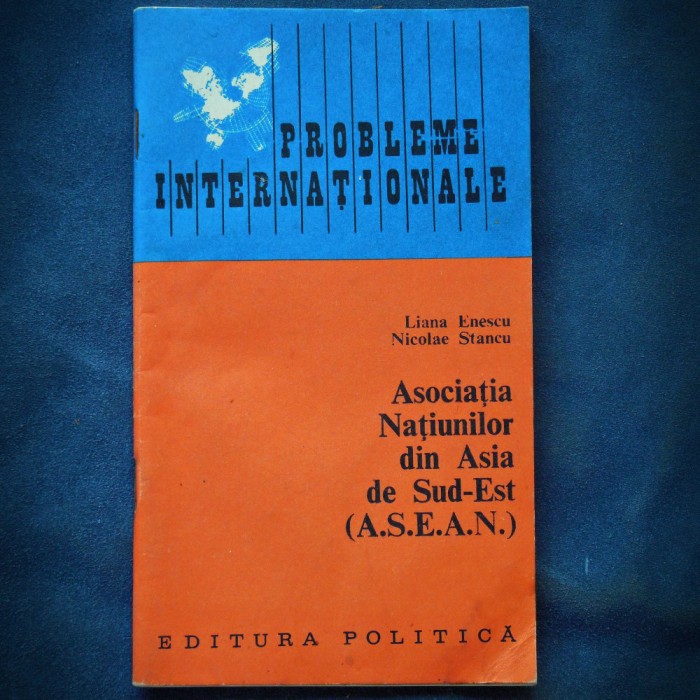 PROBLEME
INTERNAȚIONALE
Liana Enescu
Nicolae Stancu
Asociația
Națiunilor
din Asia
de Sud-Est
(A.S.E.A.N.)
EDITURA POLITICĂ